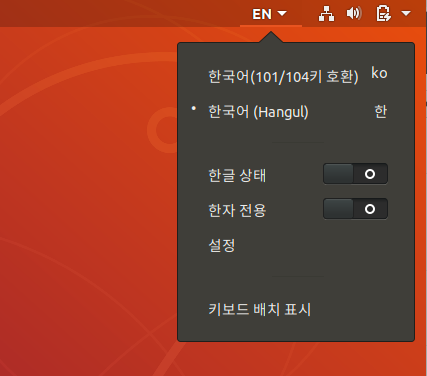 EN
한국어(101/104키 호환) ko
한국어 (Hangul) 한
한글 상태
한자 전용
설정
키보드 배치 표시